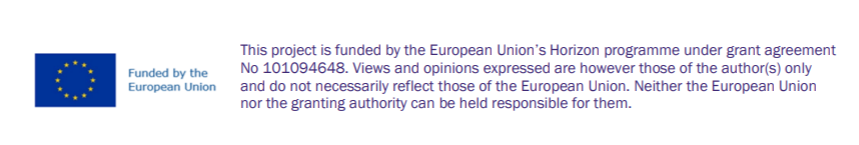 Funded by the
European Union
This project is funded by the European Union's Horizon programme under grant agreement
No 101094648. Views and opinions expressed are however those of the author(s) only
and do not necessarily reflect those of the European Union. Neither the European Union
nor the granting authority can be held responsible for them.